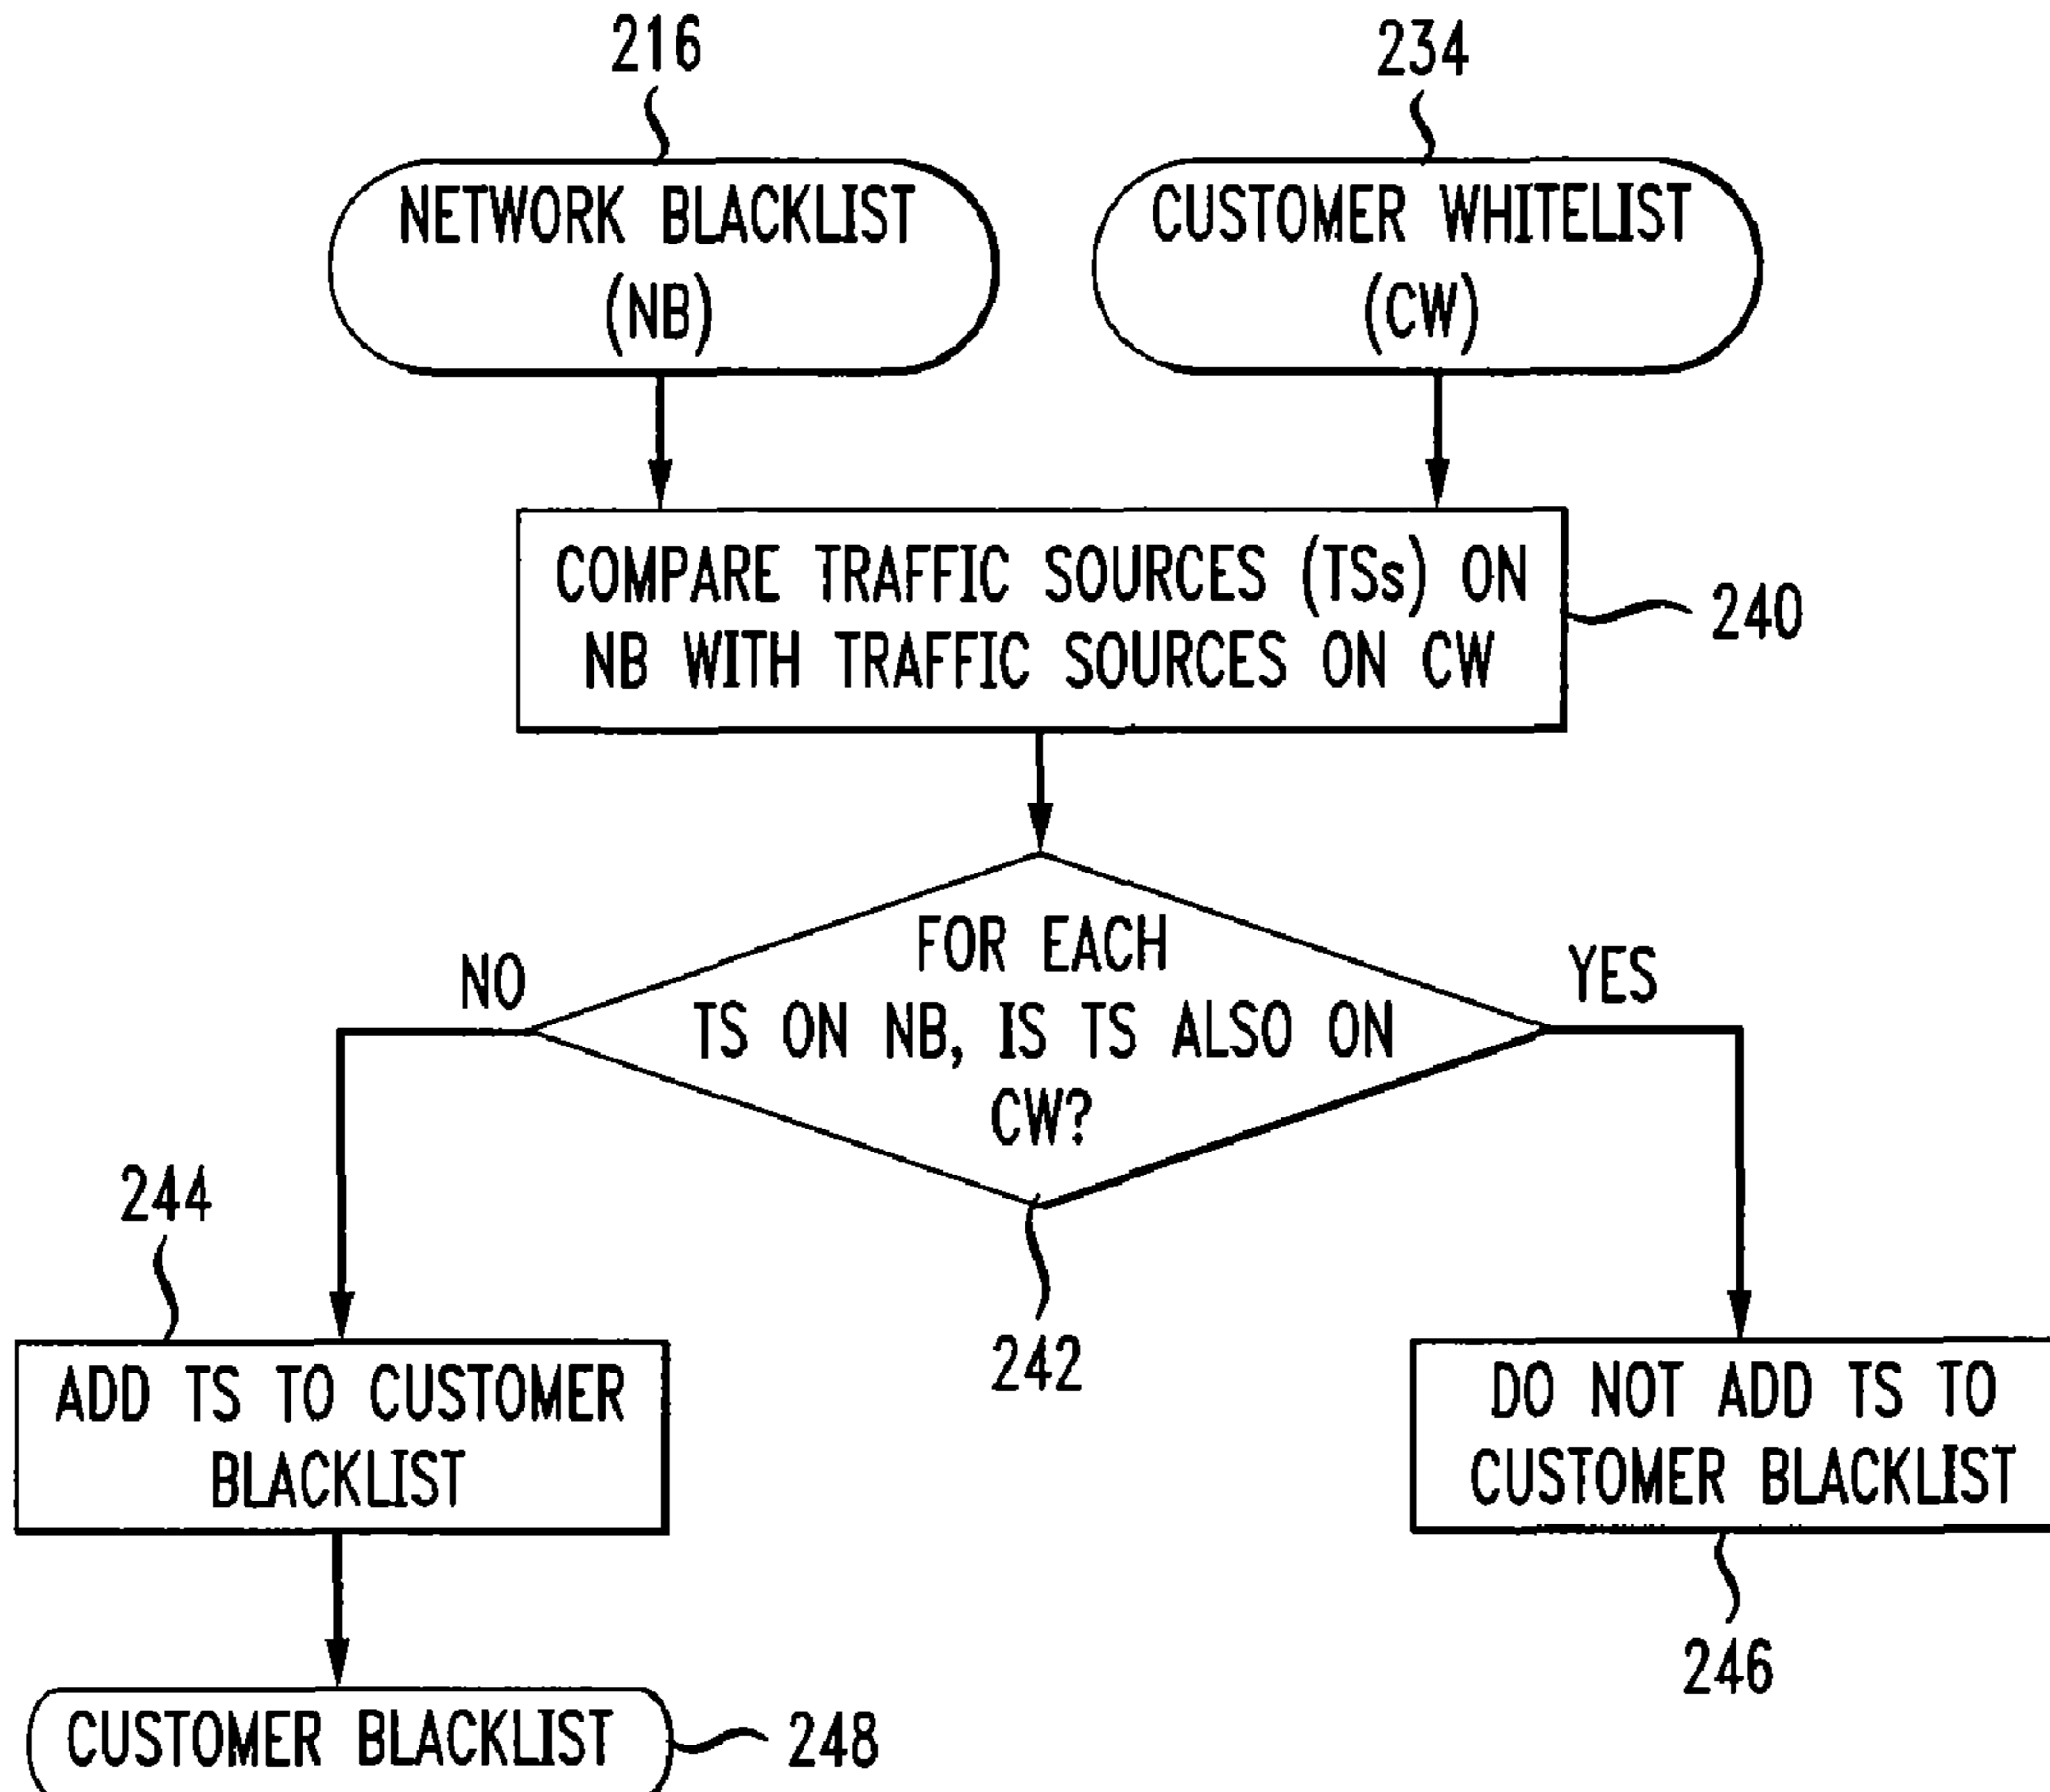 216
234
NETWORK BLACKLIST
(NB)
CUSTOMER WHITELIST
(CW)
COMPARE TRAFFIC SOURCES (TSs) ON
NB WITH TRAFFIC SOURCES ON CW
240
FOR EACH
TS ON NB, IS TS ALSO ON
CW?
NO
YES
242
244
ADD TS TO CUSTOMER
BLACKLIST
DO NOT ADD TS TO
CUSTOMER BLACKLIST
246
CUSTOMER BLACKLIST
248